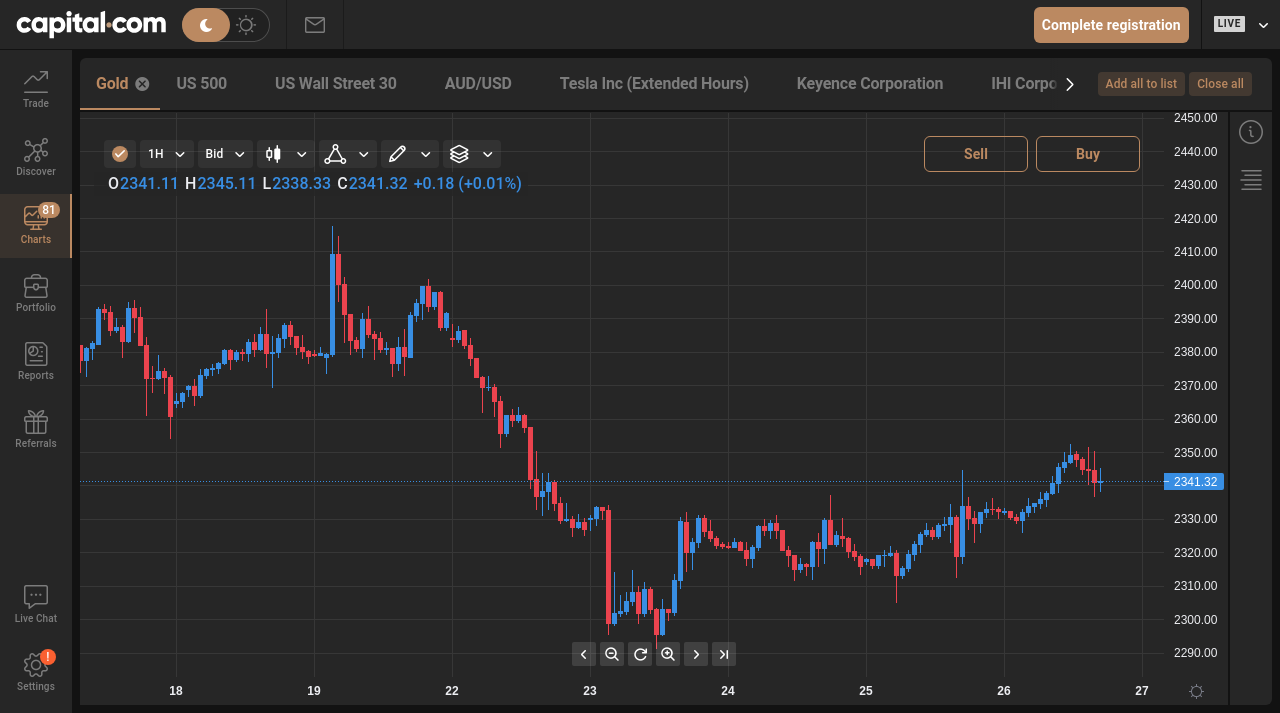 capital.com
Complete registration
LIVE
Trade
Discover
81
Charts
Portfolio
Reports
Referrals
Live Chat
!
Settings
Gold
US 500
US Wall Street 30
AUD/USD
Tesla Inc (Extended Hours)
Keyence Corporation
IHI Corpo
Add all to list
Close all
1H
Bid
Sell
Buy
O2341.11 H2345.11 L2338.33 C2341.32 +0.18 (+0.01%)
2450.00
2440.00
2430.00
2420.00
2410.00
2400.00
2390.00
2380.00
2370.00
2360.00
2350.00
2341.32
2330.00
2320.00
2310.00
2300.00
2290.00
18
19
22
23
24
25
26
27